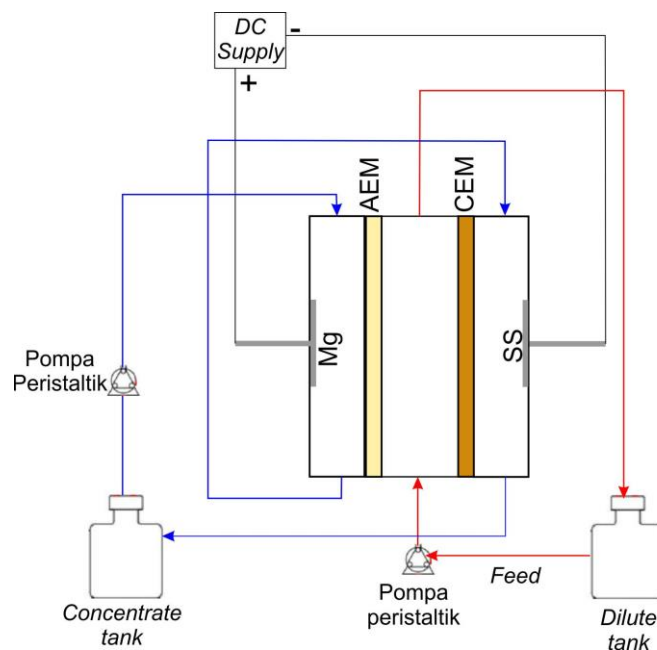 DC
Supply
-
+
AEM
CEM
Mg
SS
Pompa
Peristaltik
Concentrate
tank
Pompa
peristaltik
Feed
Dilute
tank